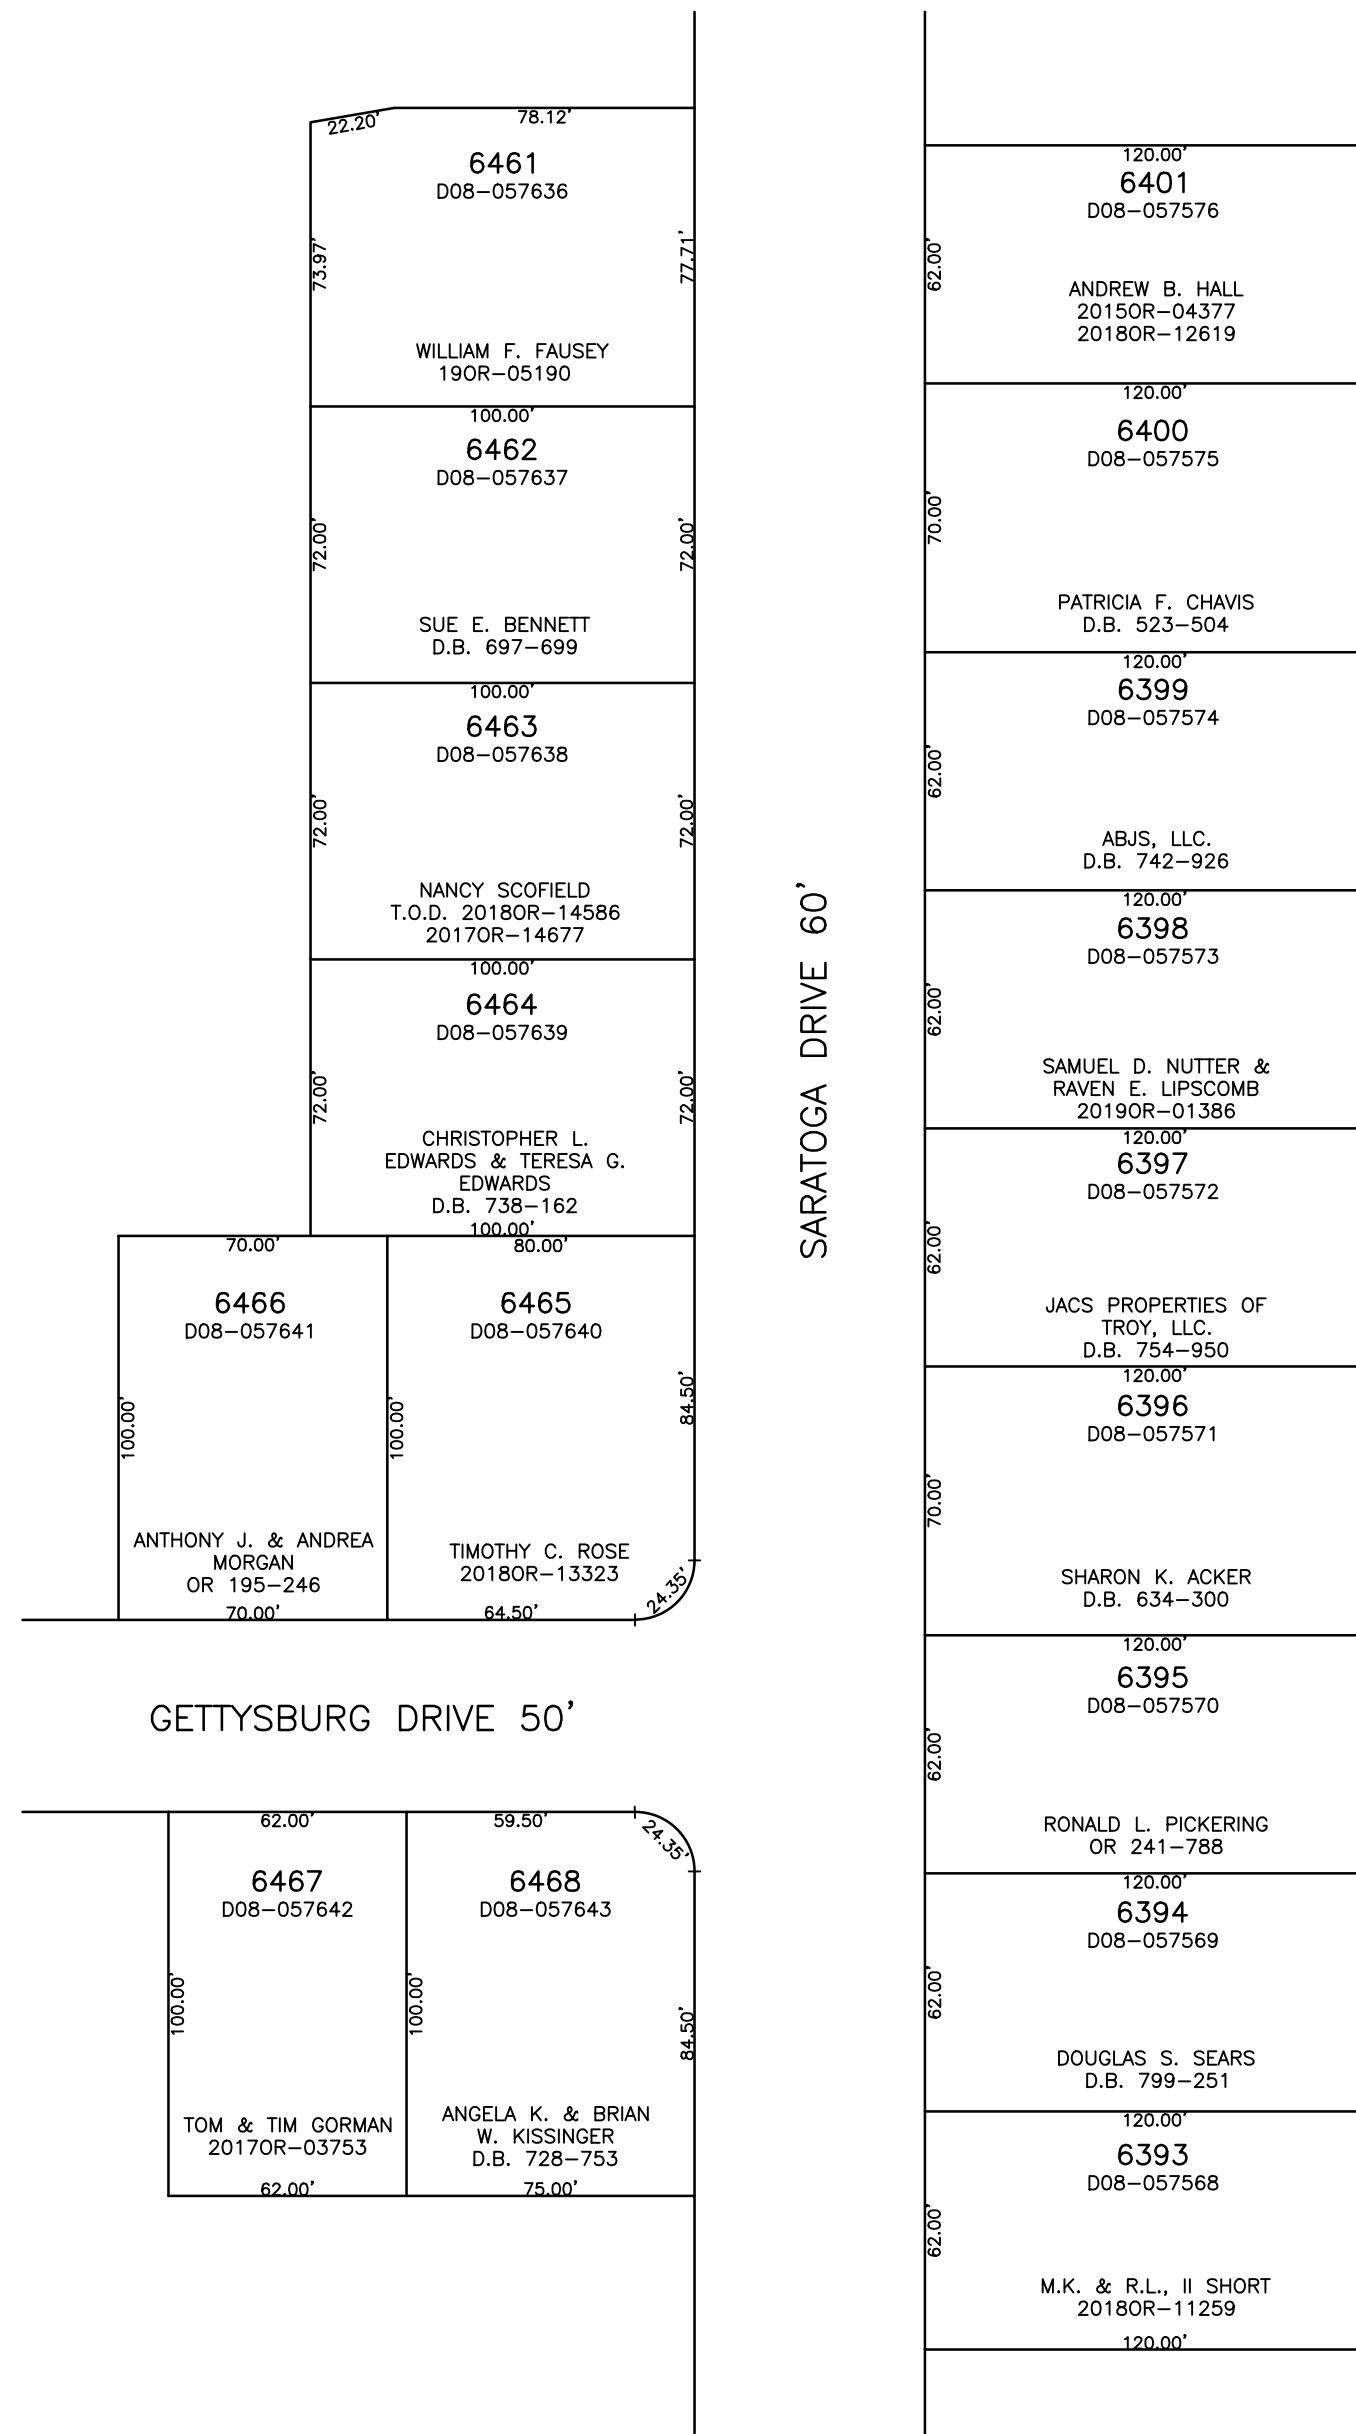 22.20'
78.12'
6461
D08-057636
73.97'
77.71'
WILLIAM F. FAUSEY
19OR-05190
100.00'
6462
D08-057637
72.00'
72.00'
SUE E. BENNETT
D.B. 697-699
100.00'
6463
D08-057638
72.00'
72.00'
NANCY SCOFIELD
T.O.D. 2018OR-14586
2017OR-14677
100.00'
6464
D08-057639
72.00'
72.00'
CHRISTOPHER L.
EDWARDS & TERESA G.
EDWARDS
D.B. 738-162
100.00'
70.00'
6466
D08-057641
100.00'
ANTHONY J. & ANDREA
MORGAN
OR 195-246
70.00'
80.00'
6465
D08-057640
100.00'
84.50'
TIMOTHY C. ROSE
2018OR-13323
64.50'
24.35'
GETTYSBURG DRIVE 50'
62.00'
6467
D08-057642
100.00'
TOM & TIM GORMAN
2017OR-03753
62.00'
59.50'
24.35'
6468
D08-057643
100.00'
84.50'
ANGELA K. & BRIAN
W. KISSINGER
D.B. 728-753
75.00'
SARATOGA DRIVE 60'
120.00'
6401
D08-057576
62.00'
ANDREW B. HALL
2015OR-04377
2018OR-12619
120.00'
6400
D08-057575
70.00'
PATRICIA F. CHAVIS
D.B. 523-504
120.00'
6399
D08-057574
62.00'
ABJS, LLC.
D.B. 742-926
120.00'
6398
D08-057573
62.00'
SAMUEL D. NUTTER &
RAVEN E. LIPSCOMB
2019OR-01386
120.00'
6397
D08-057572
62.00'
JACS PROPERTIES OF
TROY, LLC.
D.B. 754-950
120.00'
6396
D08-057571
70.00'
SHARON K. ACKER
D.B. 634-300
120.00'
6395
D08-057570
62.00'
RONALD L. PICKERING
OR 241-788
120.00'
6394
D08-057569
62.00'
DOUGLAS S. SEARS
D.B. 799-251
120.00'
6393
D08-057568
62.00'
M.K. & R.L., II SHORT
2018OR-11259
120.00'